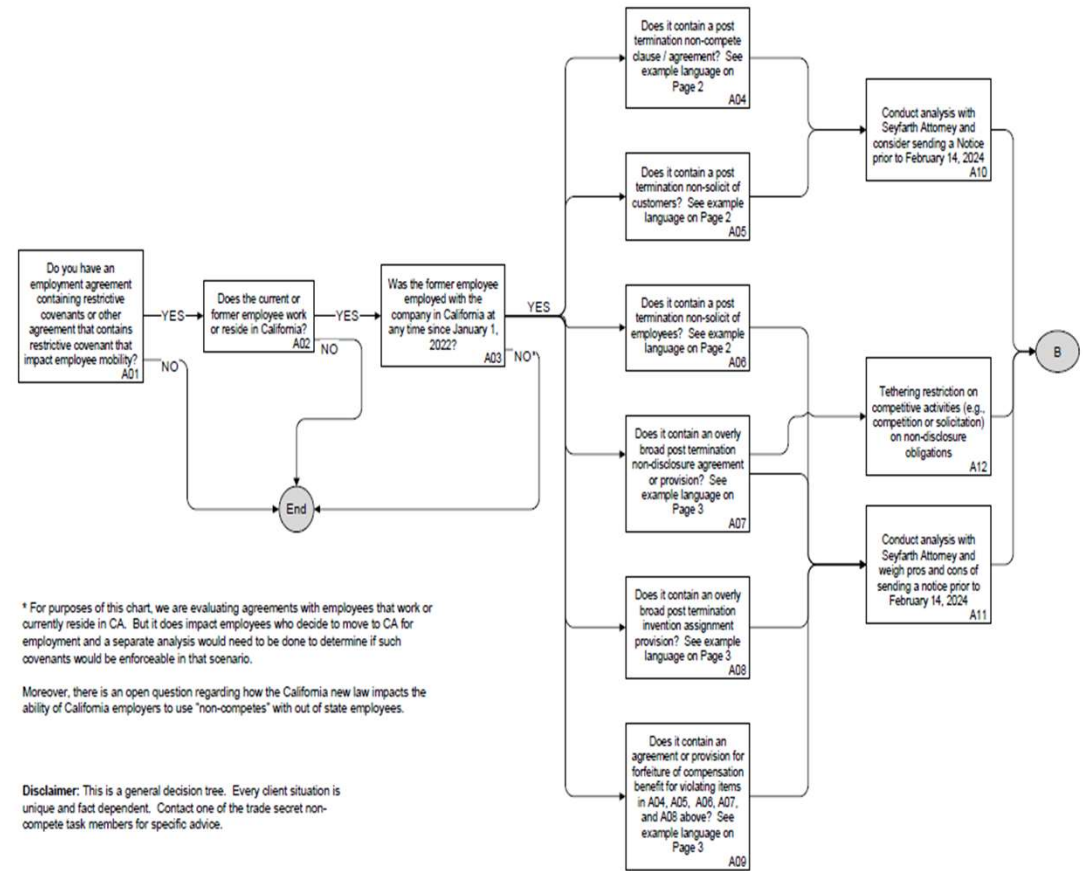 Do you have an
employment agreement
containing restrictive
covenants or other
agreement that contains
restrictive covenant that
impact employee mobility?
A01
YES
NO
Does the current or
former employee work
or reside in California?
A02
YES
NO
Was the former employee
employed with the
company in California at
any time since January 1,
2022?
A03
YES
NO*
End
Does it contain a post
termination non-compete
clause / agreement? See
example language on
Page 2
A04
Does it contain a post
termination non-solicit of
customers? See example
language on Page 2
A05
Does it contain a post
termination non-solicit of
employees? See example
language on Page 2
A06
Does it contain an overly
broad post termination
non-disclosure agreement
or provision? See
example language on
Page 3
A07
Does it contain an overly
broad post termination
invention assignment
provision? See example
language on Page 3
A08
Does it contain an
agreement or provision for
forfeiture of compensation
benefit for violating items
in A04, A05, A06, A07,
and A08 above? See
example language on
Page 3
A09
Conduct analysis with
Seyfarth Attorney and
consider sending a Notice
prior to February 14, 2024
A10
Tethering restriction on
competitive activities (e.g.,
competition or solicitation)
on non-disclosure
obligations
A12
Conduct analysis with
Seyfarth Attorney and
weigh pros and cons of
sending a notice prior to
February 14, 2024
A11
B
* For purposes of this chart, we are evaluating agreements with employees that work or
currently reside in CA. But it does impact employees who decide to move to CA for
employment and a separate analysis would need to be done to determine if such
covenants would be enforceable in that scenario.
Moreover, there is an open question regarding how the California new law impacts the
ability of California employers to use "non-competes" with out of state employees.
Disclaimer: This is a general decision tree. Every client situation is
unique and fact dependent. Contact one of the trade secret non-
compete task members for specific advice.